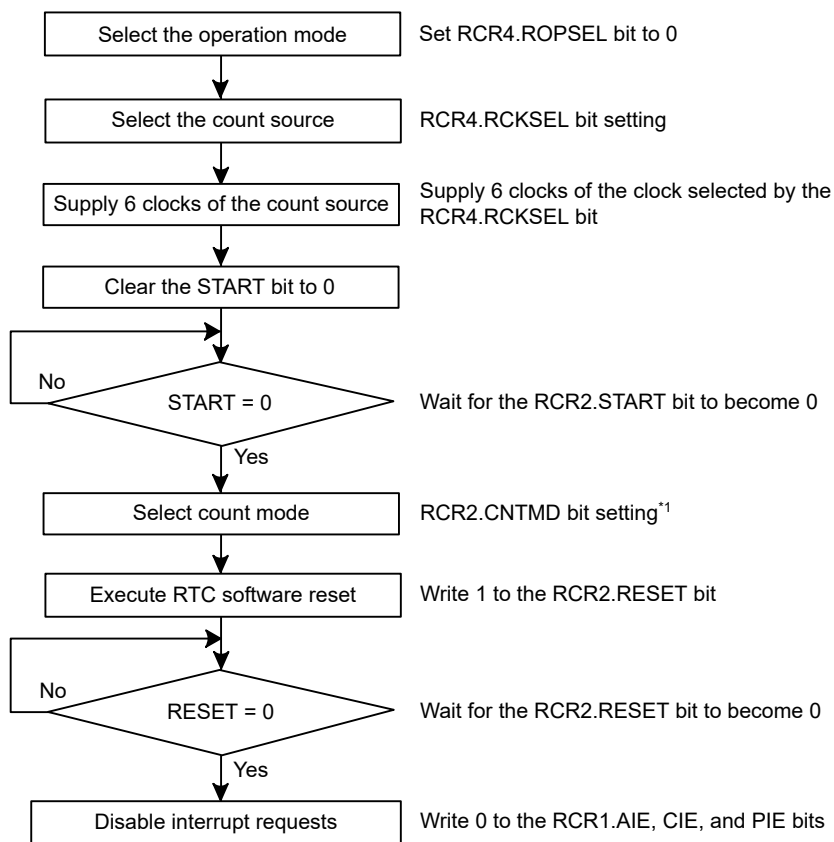 Select the operation mode
Set RCR4.ROPSEL bit to 0
Select the count source
RCR4.RCKSEL bit setting
Supply 6 clocks of the count source
Supply 6 clocks of the clock selected by the
RCR4.RCKSEL bit
Clear the START bit to 0
No
START = 0
Wait for the RCR2.START bit to become 0
Yes
Select count mode
RCR2.CNTMD bit setting*1
Execute RTC software reset
Write 1 to the RCR2.RESET bit
No
RESET = 0
Wait for the RCR2.RESET bit to become 0
Yes
Disable interrupt requests
Write 0 to the RCR1.AIE, CIE, and PIE bits